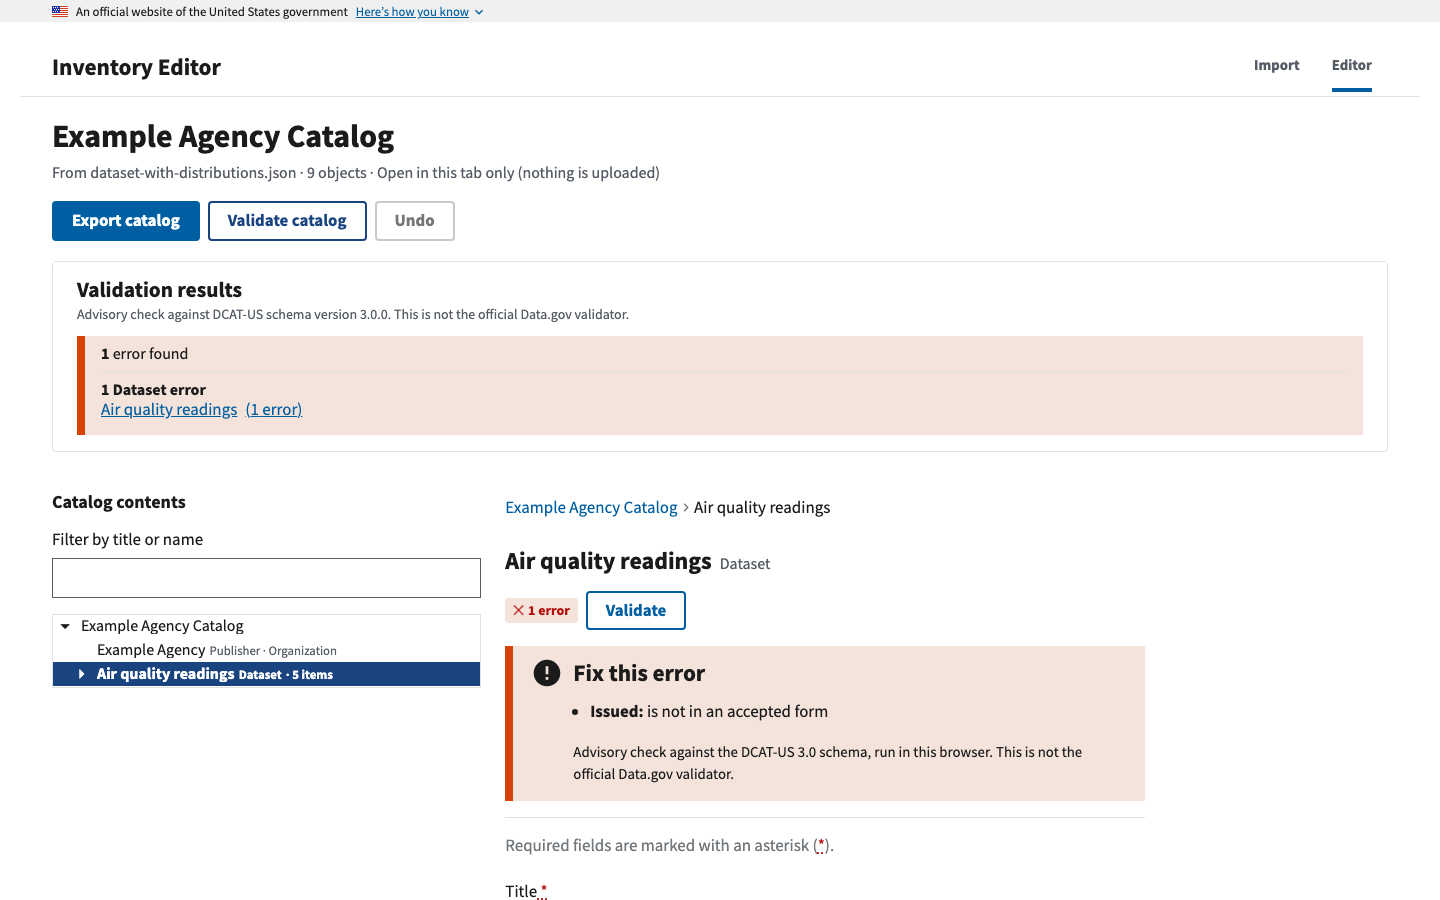 An official website of the United States government Here's how you know
Inventory Editor
Import
Editor
Example Agency Catalog
From dataset-with-distributions.json · 9 objects · Open in this tab only (nothing is uploaded)
Export catalog
Validate catalog
Undo
Validation results
Advisory check against DCAT-US schema version 3.0.0. This is not the official Data.gov validator.
1 error found
1 Dataset error
Air quality readings (1 error)
Catalog contents
Filter by title or name
Example Agency Catalog
Example Agency Publisher · Organization
Air quality readings Dataset · 5 items
Example Agency Catalog › Air quality readings
Air quality readings Dataset
1 error
Validate
Fix this error
• Issued: is not in an accepted form
Advisory check against the DCAT-US 3.0 schema, run in this browser. This is not the
official Data.gov validator.
Required fields are marked with an asterisk (*).
Title *